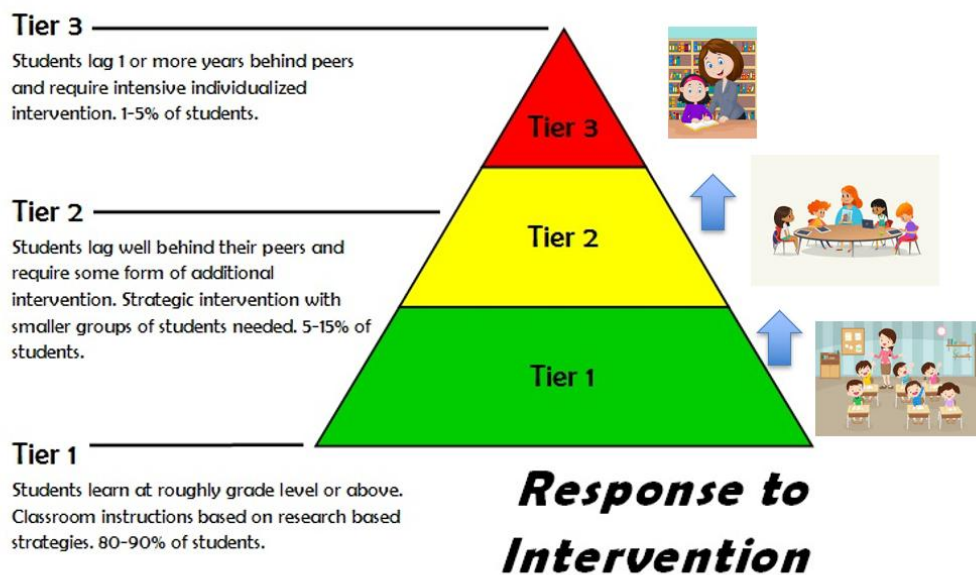 Tier 3
Students lag 1 or more years behind peers
and require intensive individualized
intervention. 1-5% of students.
Tier 3
Tier 2
Students lag well behind their peers and
require some form of additional
intervention. Strategic intervention with
smaller groups of students needed. 5-15% of
students.
Tier 2
Tier 1
Students learn at roughly grade level or above.
Classroom instructions based on research based
strategies. 80-90% of students.
Tier 1
Response to
Intervention